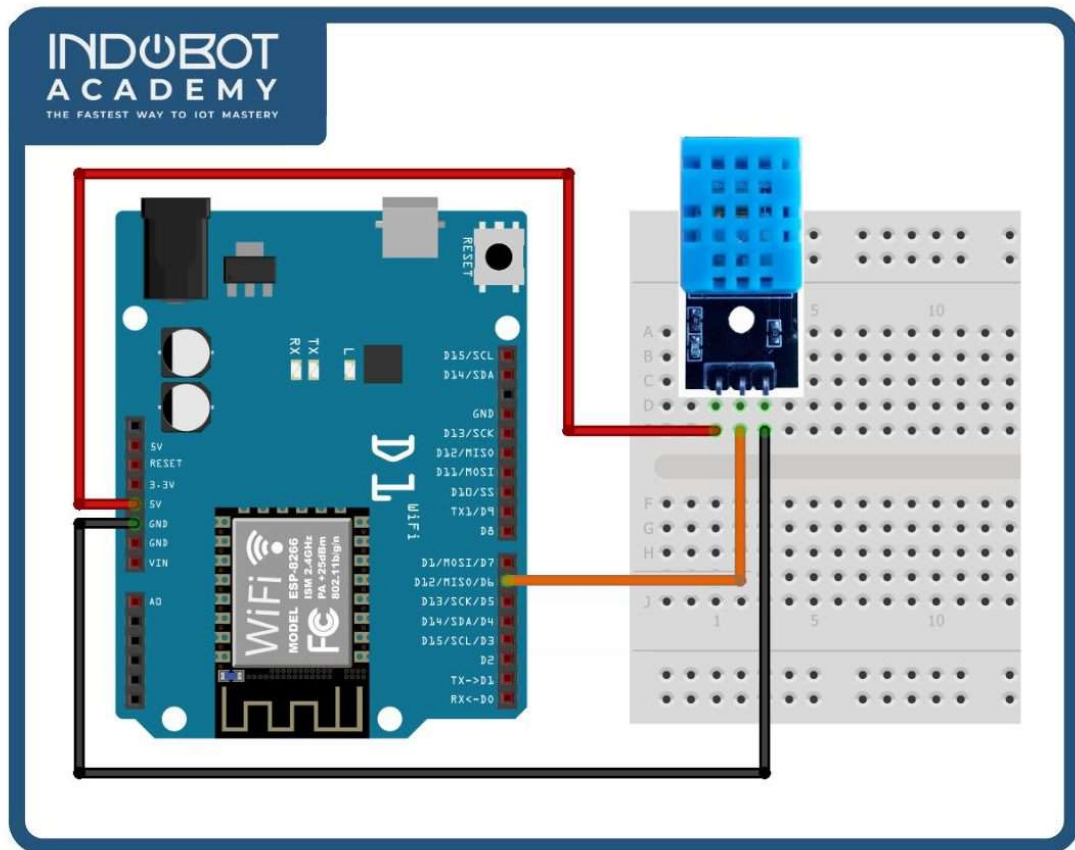 INDOBOT
ACADEMY
THE FASTEST WAY TO IOT MASTERY
RESET
RX
TX
L
D15/SCL
D14/SDA
GND
D13/SCK
D12/MISO
D11/MOSI
D10/SS
TX1/D9
D8
D1/MOSI/D7
D12/MISO/D6
D13/SCK/D5
D14/SDA/D4
D15/SCL/D3
D2
TX->D1
RX<-D0
5V
RESET
3.3V
5V
GND
GND
VIN
A0
D1
WiFi
WiFi
MODEL ESP-8266
ISM 2.4GHz
PA +25dBm
802.11b/g/n
FC
5
10
A
B
C
D
F
G
H
J
1
5
10